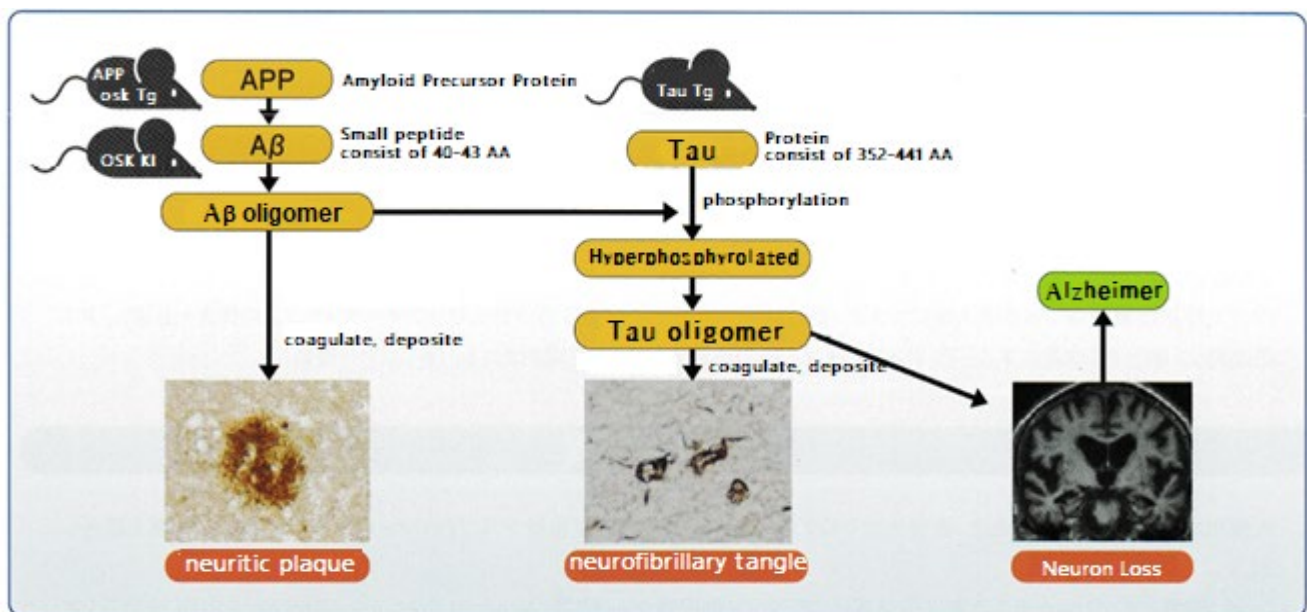 APP
osk Tg
APP
Amyloid Precursor Protein
Tau Tg
OSK KI
Aβ
Small peptide
consist of 40-43 AA
Tau
Protein
consist of 352-441 AA
Aβ oligomer
phosphorylation
Hyperphosphyrolated
Alzheimer
Tau oligomer
coagulate, deposite
coagulate, deposite
neuritic plaque
neurofibrillary tangle
Neuron Loss